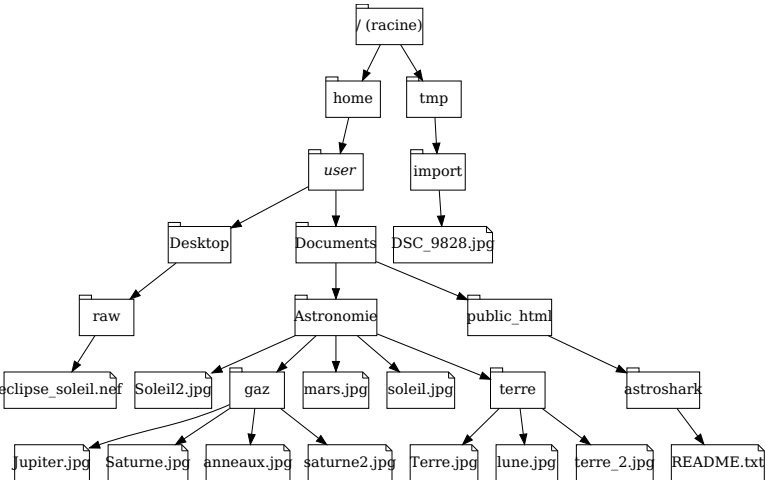 / (racine)
home
tmp
user
import
Desktop
Documents
DSC_9828.jpg
raw
Astronomie
public_html
eclipse_soleil.nef
Soleil2.jpg
gaz
mars.jpg
soleil.jpg
terre
astroshark
Jupiter.jpg
Saturne.jpg
anneaux.jpg
saturne2.jpg
Terre.jpg
lune.jpg
terre_2.jpg
README.txt